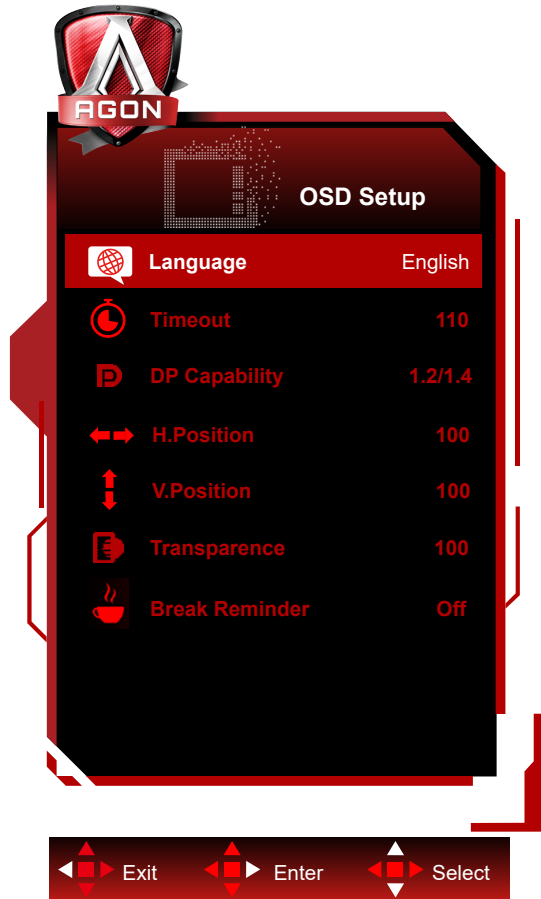 AGON
OSD Setup
Language English
Timeout 110
DP Capability 1.2/1.4
H.Position 100
V.Position 100
Transparence 100
Break Reminder Off
Exit Enter Select